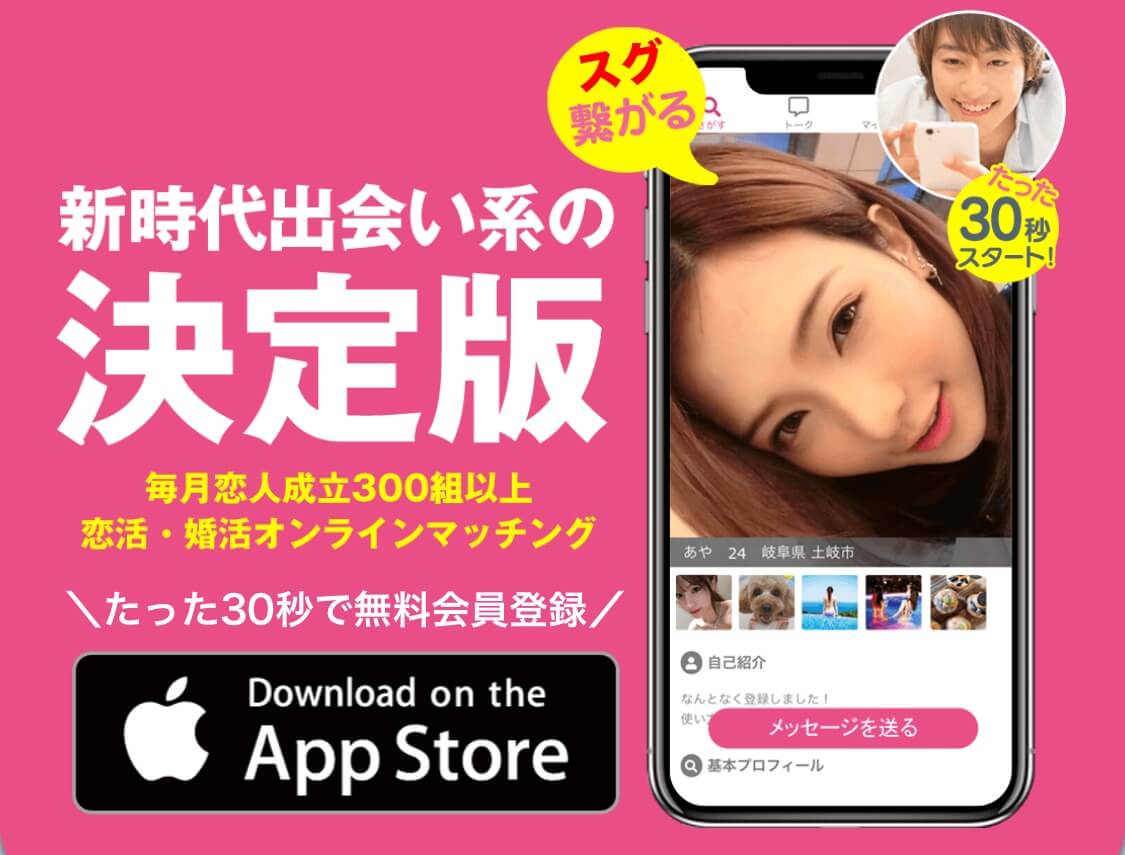 スグ
繋がる
さがす
トーク
たった
30秒
スタート!
新時代出会い系の
決定版
毎月恋人成立300組以上
恋活・婚活オンラインマッチング
＼たった30秒で無料会員登録／
Download on the
App Store
あや 24 岐阜県 土岐市
自己紹介
なんとなく登録しました!
メッセージを送る
基本プロフィール